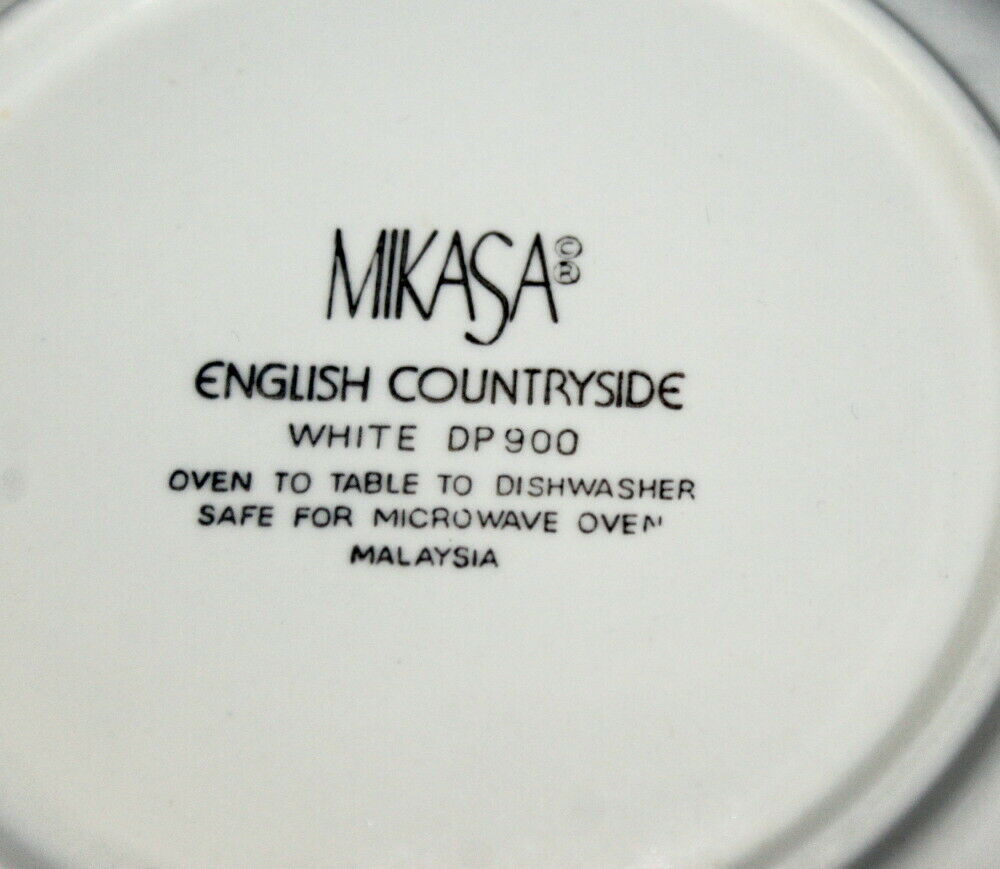 MIKASA©®
ENGLISH COUNTRYSIDE
WHITE DP900
OVEN TO TABLE TO DISHWASHER
SAFE FOR MICROWAVE OVEN
MALAYSIA